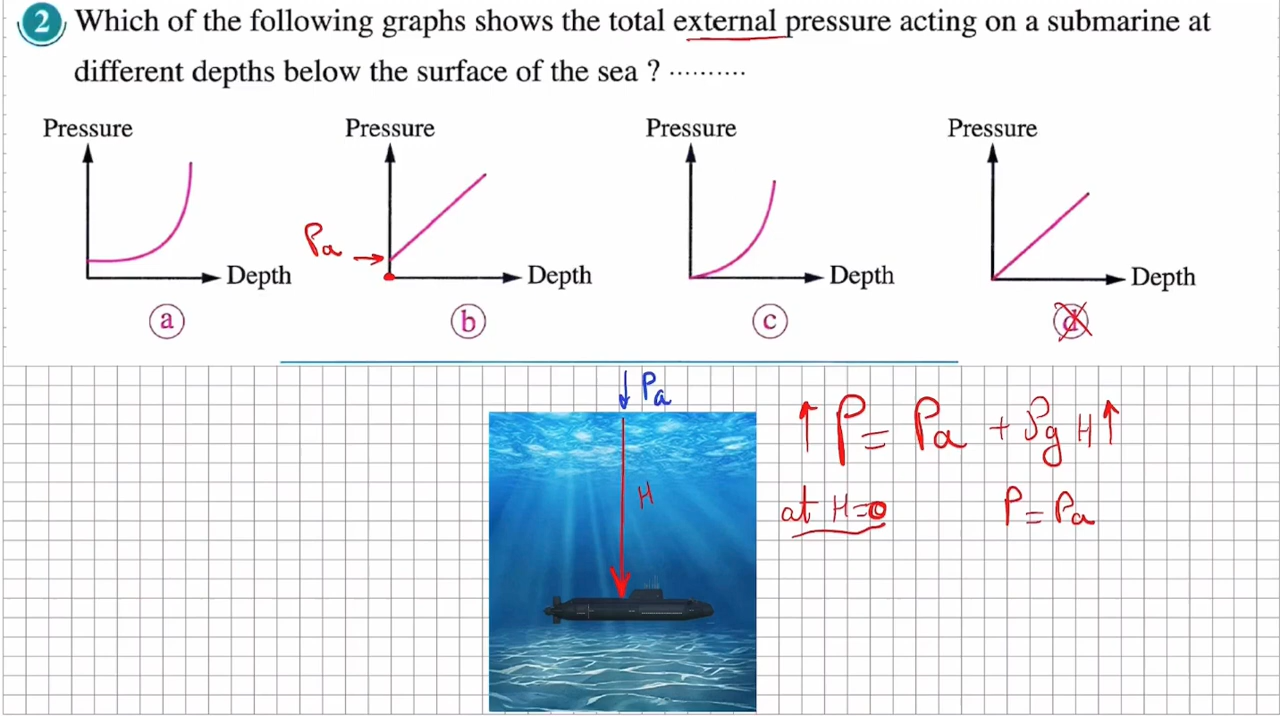 2 Which of the following graphs shows the total external pressure acting on a submarine at
different depths below the surface of the sea ? ..........
Pressure Pressure Pressure Pressure
Pa
Depth Depth Depth Depth
a b c d
Pa
P = Pa + ρg H
H
at H=0 P = Pa